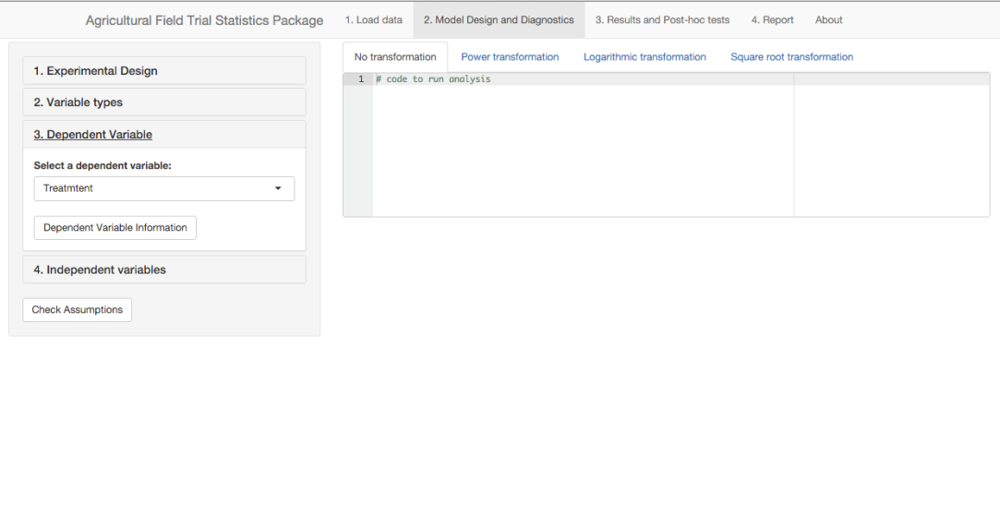 Agricultural Field Trial Statistics Package 1. Load data 2. Model Design and Diagnostics 3. Results and Post-hoc tests 4. Report About
1. Experimental Design
2. Variable types
3. Dependent Variable
Select a dependent variable:
Treatmtent
Dependent Variable Information
4. Independent variables
Check Assumptions
No transformation Power transformation Logarithmic transformation Square root transformation
1 # code to run analysis